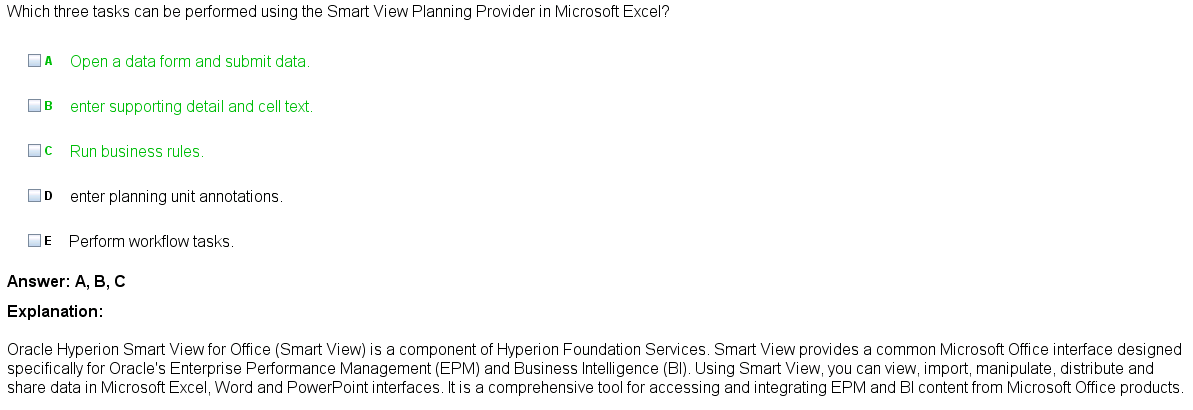 Which three tasks can be performed using the Smart View Planning Provider in Microsoft Excel?
A Open a data form and submit data.
B enter supporting detail and cell text.
C Run business rules.
D enter planning unit annotations.
E Perform workflow tasks.
Answer: A, B, C
Explanation:
Oracle Hyperion Smart View for Office (Smart View) is a component of Hyperion Foundation Services. Smart View provides a common Microsoft Office interface designed
specifically for Oracle's Enterprise Performance Management (EPM) and Business Intelligence (BI). Using Smart View, you can view, import, manipulate, distribute and
share data in Microsoft Excel, Word and PowerPoint interfaces. It is a comprehensive tool for accessing and integrating EPM and BI content from Microsoft Office products.